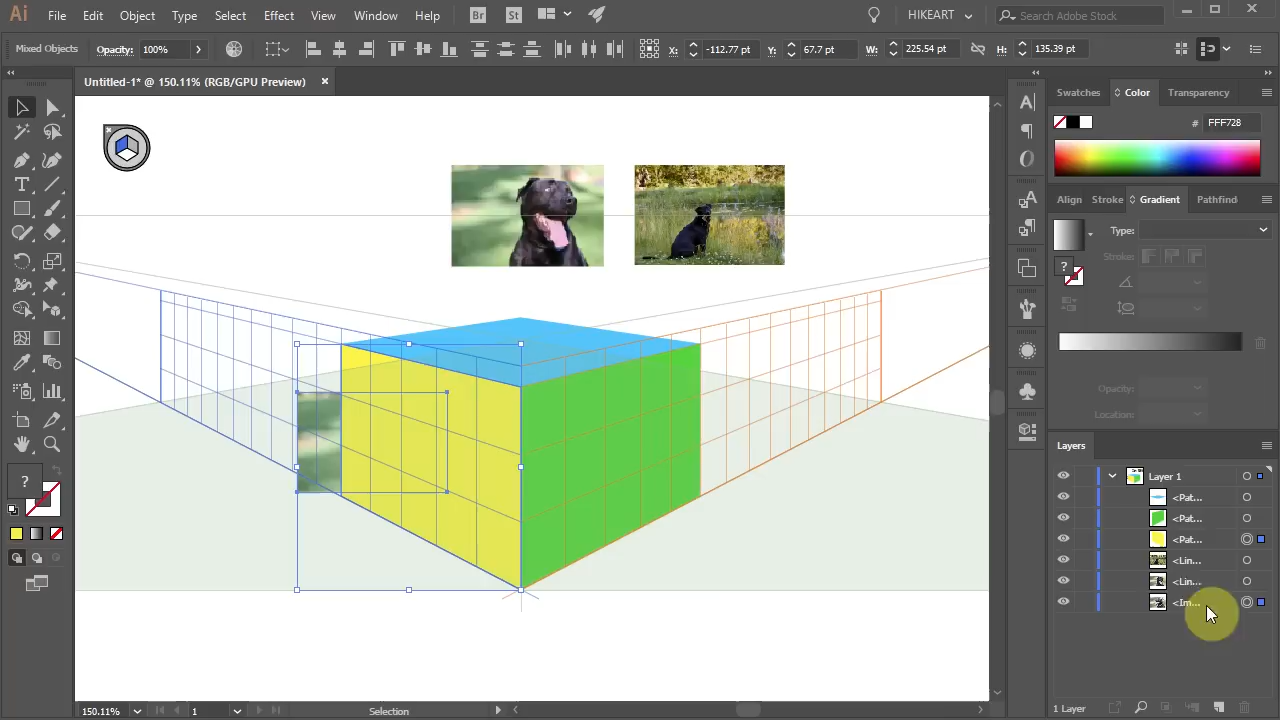 Ai File Edit Object Type Select Effect View Window Help Br St HIKEART Search Adobe Stock
Mixed Objects Opacity: 100% X: -112.77 pt Y: 67.7 pt W: 225.54 pt H: 135.39 pt
Untitled-1* @ 150.11% (RGB/GPU Preview) ×
Swatches Color Transparency
# FFF728
Align Stroke Gradient Pathfind
Type:
Stroke:
Opacity:
Location:
Layers
Layer 1
<Pat...
<Pat...
<Pat...
<Lin...
<Lin...
<Im...
1 Layer
150.11% 1 Selection